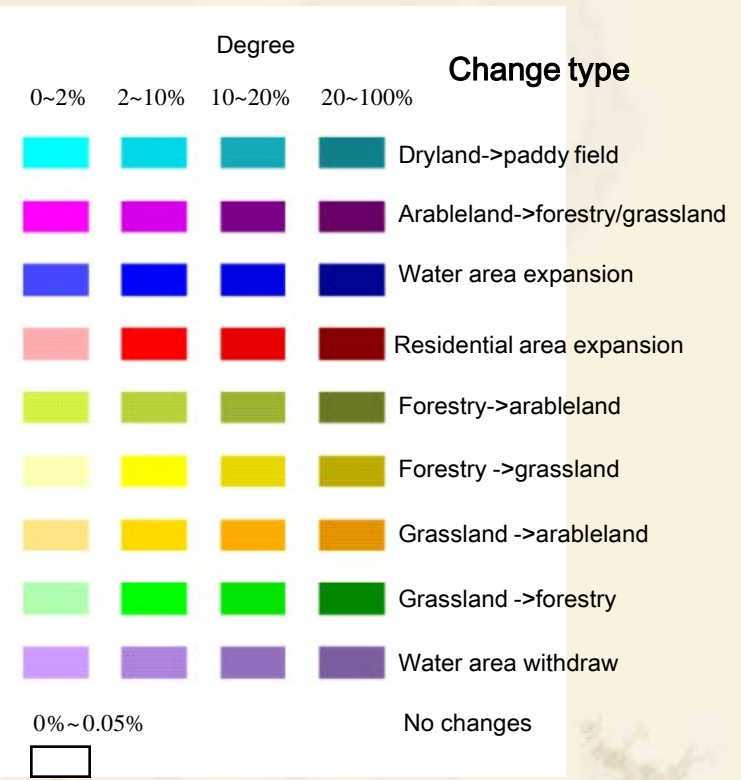 Degree
Change type
0~2% 2~10% 10~20% 20~100%
Dryland->paddy field
Arableland->forestry/grassland
Water area expansion
Residential area expansion
Forestry->arableland
Forestry ->grassland
Grassland ->arableland
Grassland ->forestry
Water area withdraw
0%~0.05% No changes